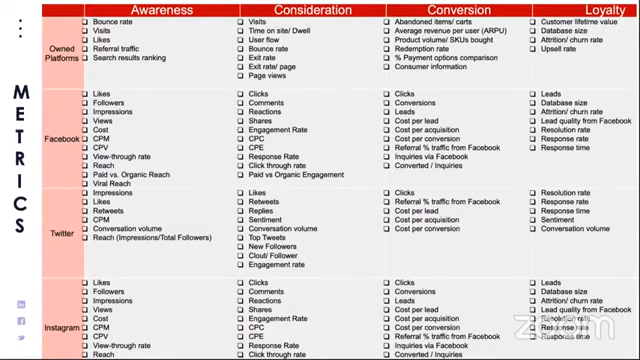 Awareness
Consideration
Conversion
Loyalty
METRICS
Owned
Platforms
Bounce rate
Visits
Likes
Referral traffic
Search results ranking
Visits
Time on site/ Dwell
User flow
Bounce rate
Exit rate
Exit rate/ page
Page views
Abandoned items/ carts
Average revenue per user (ARPU)
Product volume/ SKUs bought
Redemption rate
% Payment options comparison
Consumer information
Customer lifetime value
Database size
Attrition/ churn rate
Upsell rate
Facebook
Likes
Followers
Impressions
Views
Cost
CPM
CPV
View-through rate
Reach
Paid vs. Organic Reach
Viral Reach
Clicks
Comments
Reactions
Shares
Engagement Rate
CPC
CPE
Response Rate
Click through rate
Paid vs Organic Engagement
Clicks
Conversions
Leads
Cost per lead
Cost per acquisition
Cost per conversion
Referral % traffic from Facebook
Inquiries via Facebook
Converted / Inquiries
Leads
Database size
Attrition/ churn rate
Lead quality from Facebook
Resolution rate
Response rate
Response time
Twitter
Impressions
Likes
Retweets
CPM
Conversation volume
Reach (Impressions/Total Followers)
Likes
Retweets
Replies
Sentiment
Conversation volume
Top Tweets
New Followers
Clout/ Follower
Engagement rate
Clicks
Referral % traffic from Facebook
Cost per lead
Cost per acquisition
Cost per conversion
Resolution rate
Response rate
Response time
Sentiment
Conversation volume
Instagram
Likes
Followers
Impressions
Views
Cost
CPM
CPV
View-through rate
Reach
Clicks
Comments
Reactions
Shares
Engagement Rate
CPC
CPE
Response Rate
Click through rate
Clicks
Conversions
Leads
Cost per lead
Cost per acquisition
Cost per conversion
Referral % traffic from Facebook
Inquiries via Facebook
Converted / Inquiries
Leads
Database size
Attrition/ churn rate
Lead quality from Facebook
rate
Response rate
Response time
zoom